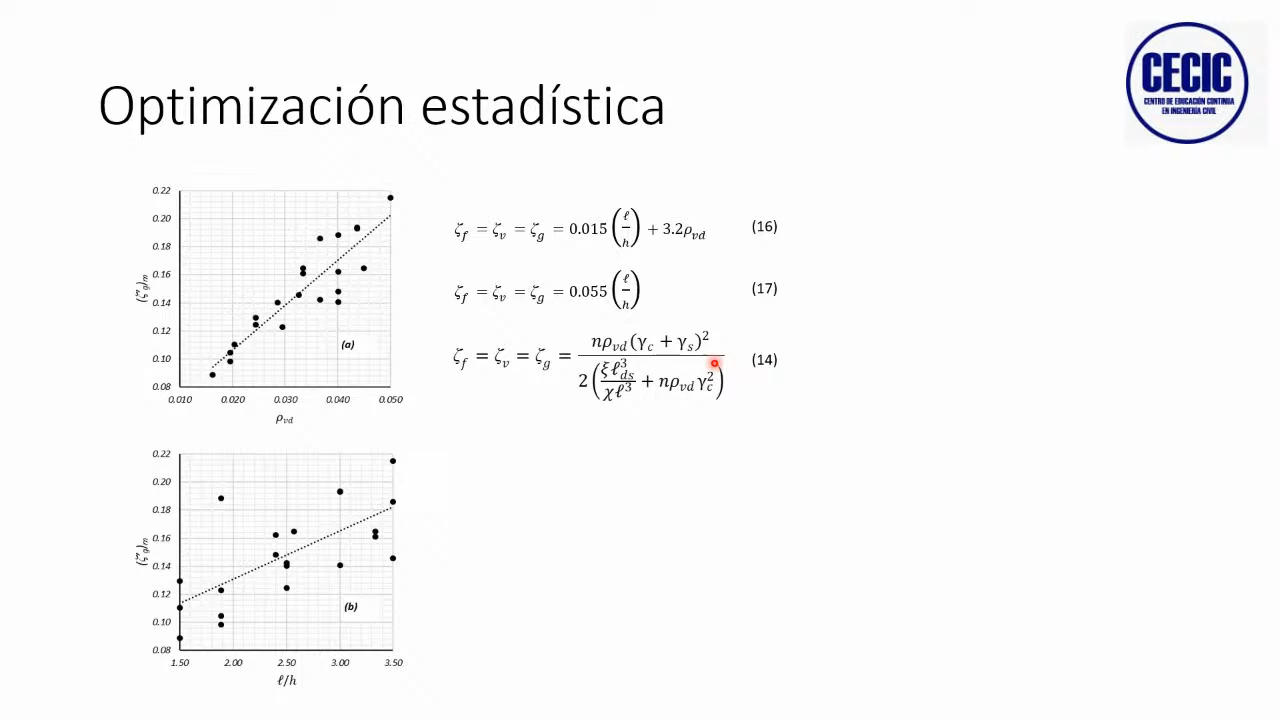 Optimización estadística
CECIC
CENTRO DE EDUCACIÓN CONTINUA
EN INGENIERÍA CIVIL
0.22
0.20
0.18
0.16
0.14
0.12
0.10
0.08
(ζg)m
(a)
0.010 0.020 0.030 0.040 0.050
ρvd
ζf = ζv = ζg = 0.015 (ℓ/h) + 3.2ρvd (16)
ζf = ζv = ζg = 0.055 (ℓ/h) (17)
ζf = ζv = ζg = nρvd (γc + γs)² / 2 (ξℓ³ds / χℓ³ + nρvd γc²) (14)
0.22
0.20
0.18
0.16
0.14
0.12
0.10
0.08
(ζg)m
(b)
1.50 2.00 2.50 3.00 3.50
ℓ/h